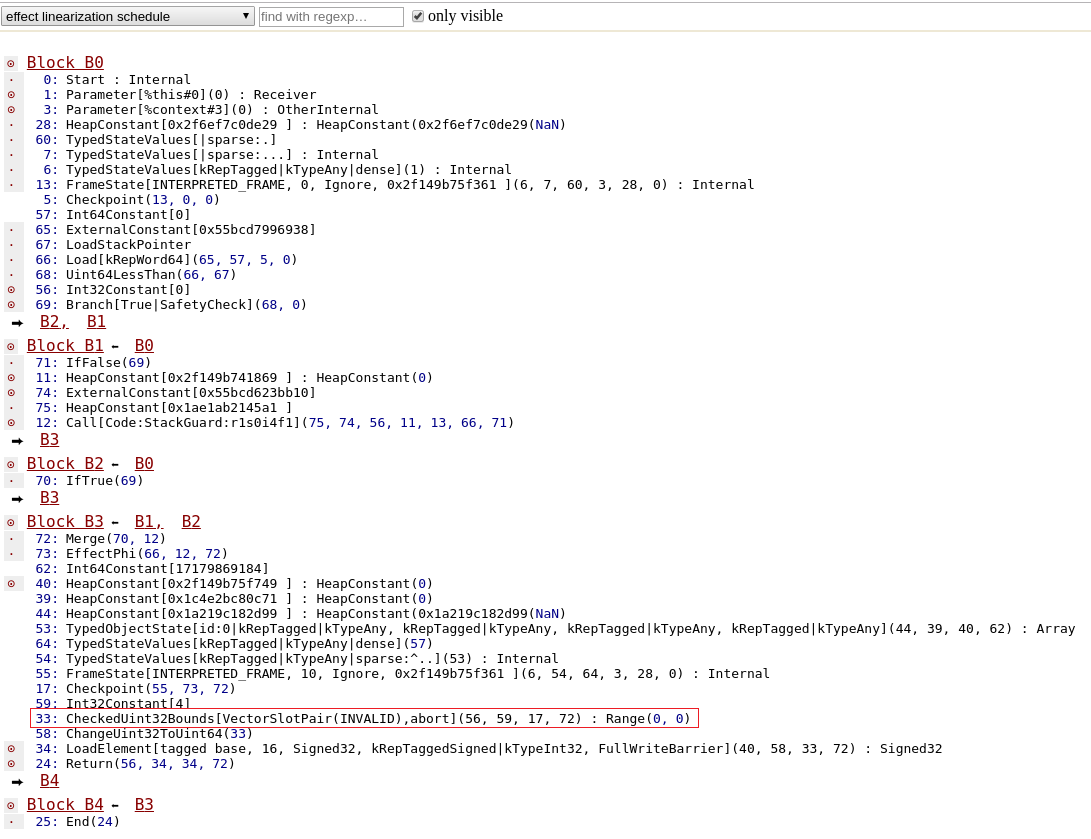 effect linearization schedule ▼ find with regexp… only visible
⊙ Block B0
· 0: Start : Internal
⊙ 1: Parameter[%this#0](0) : Receiver
⊙ 3: Parameter[%context#3](0) : OtherInternal
· 28: HeapConstant[0x2f6ef7c0de29 ] : HeapConstant(0x2f6ef7c0de29(NaN)
· 60: TypedStateValues[|sparse:.]
· 7: TypedStateValues[|sparse:...] : Internal
· 6: TypedStateValues[kRepTagged|kTypeAny|dense](1) : Internal
· 13: FrameState[INTERPRETED_FRAME, 0, Ignore, 0x2f149b75f361 ](6, 7, 60, 3, 28, 0) : Internal
5: Checkpoint(13, 0, 0)
57: Int64Constant[0]
· 65: ExternalConstant[0x55bcd7996938]
· 67: LoadStackPointer
· 66: Load[kRepWord64](65, 57, 5, 0)
· 68: Uint64LessThan(66, 67)
⊙ 56: Int32Constant[0]
⊙ 69: Branch[True|SafetyCheck](68, 0)
➡ B2, B1
⊙ Block B1 ⬅ B0
· 71: IfFalse(69)
⊙ 11: HeapConstant[0x2f149b741869 ] : HeapConstant(0)
⊙ 74: ExternalConstant[0x55bcd623bb10]
· 75: HeapConstant[0x1ae1ab2145a1 ]
⊙ 12: Call[Code:StackGuard:r1s0i4f1](75, 74, 56, 11, 13, 66, 71)
➡ B3
⊙ Block B2 ⬅ B0
· 70: IfTrue(69)
➡ B3
⊙ Block B3 ⬅ B1, B2
· 72: Merge(70, 12)
· 73: EffectPhi(66, 12, 72)
62: Int64Constant[17179869184]
⊙ 40: HeapConstant[0x2f149b75f749 ] : HeapConstant(0)
39: HeapConstant[0x1c4e2bc80c71 ] : HeapConstant(0)
44: HeapConstant[0x1a219c182d99 ] : HeapConstant(0x1a219c182d99(NaN)
53: TypedObjectState[id:0|kRepTagged|kTypeAny, kRepTagged|kTypeAny, kRepTagged|kTypeAny, kRepTagged|kTypeAny](44, 39, 40, 62) : Array
64: TypedStateValues[kRepTagged|kTypeAny|dense](57)
54: TypedStateValues[kRepTagged|kTypeAny|sparse:^..](53) : Internal
55: FrameState[INTERPRETED_FRAME, 10, Ignore, 0x2f149b75f361 ](6, 54, 64, 3, 28, 0) : Internal
17: Checkpoint(55, 73, 72)
59: Int32Constant[4]
33: CheckedUint32Bounds[VectorSlotPair(INVALID),abort](56, 59, 17, 72) : Range(0, 0)
58: ChangeUint32ToUint64(33)
⊙ 34: LoadElement[tagged base, 16, Signed32, kRepTaggedSigned|kTypeInt32, FullWriteBarrier](40, 58, 33, 72) : Signed32
⊙ 24: Return(56, 34, 34, 72)
➡ B4
⊙ Block B4 ⬅ B3
· 25: End(24)